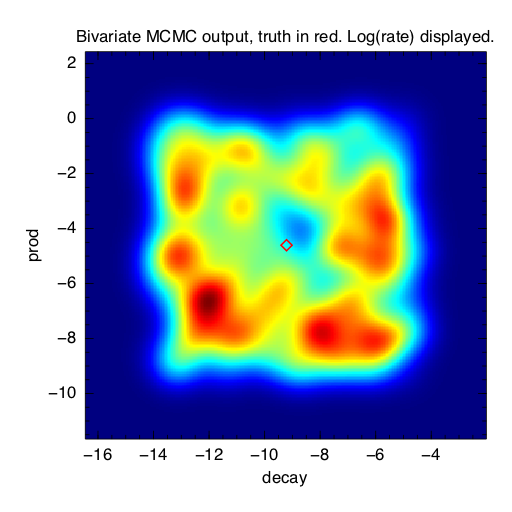 Bivariate MCMC output, truth in red. Log(rate) displayed.
2
0
−2
−4
−6
−8
−10
prod
−16 −14 −12 −10 −8 −6 −4
decay